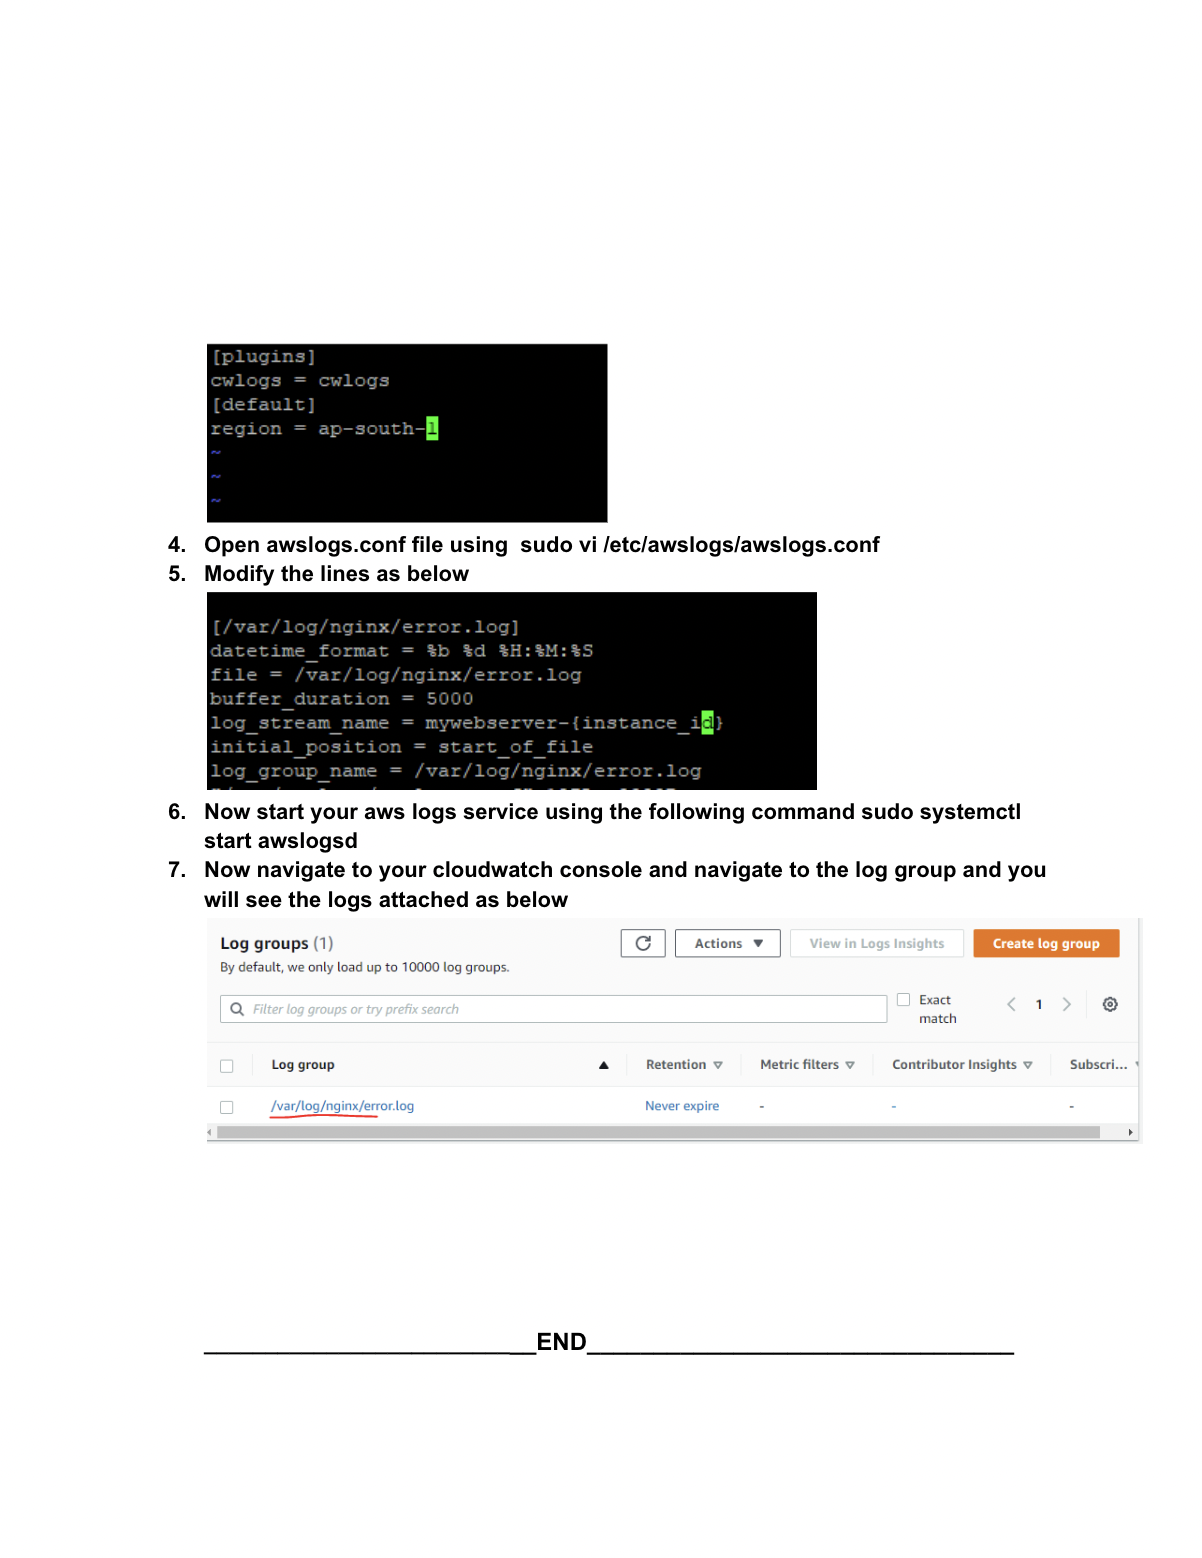 [plugins]
cwlogs = cwlogs
[default]
region = ap-south-1
~
~
~
4. Open awslogs.conf file using  sudo vi /etc/awslogs/awslogs.conf
5. Modify the lines as below
[/var/log/nginx/error.log]
datetime_format = %b %d %H:%M:%S
file = /var/log/nginx/error.log
buffer_duration = 5000
log_stream_name = mywebserver-{instance_id}
initial_position = start_of_file
log_group_name = /var/log/nginx/error.log
6. Now start your aws logs service using the following command sudo systemctl
start awslogsd
7. Now navigate to your cloudwatch console and navigate to the log group and you
will see the logs attached as below
Log groups (1)
Actions
View in Logs Insights
Create log group
By default, we only load up to 10000 log groups.
Filter log groups or try prefix search
Exact
match
1
Log group Retention Metric filters Contributor Insights Subscri...
/var/log/nginx/error.log Never expire - - -
END